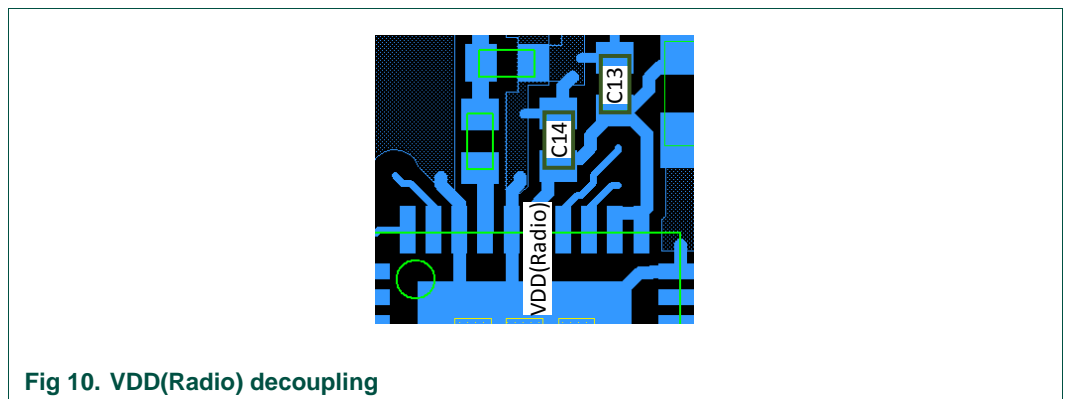 C13
C14
VDD(Radio)
Fig 10. VDD(Radio) decoupling